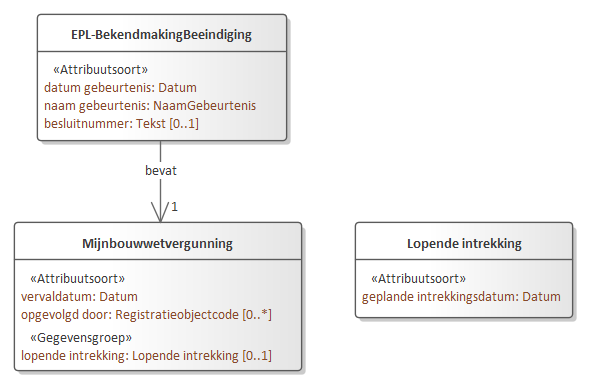 EPL-BekendmakingBeeindiging
«Attribuutsoort»
datum gebeurtenis: Datum
naam gebeurtenis: NaamGebeurtenis
besluitnummer: Tekst [0..1]
bevat
1
Mijnbouwwetvergunning
«Attribuutsoort»
vervaldatum: Datum
opgevolgd door: Registratieobjectcode [0..*]
«Gegevensgroep»
lopende intrekking: Lopende intrekking [0..1]
Lopende intrekking
«Attribuutsoort»
geplande intrekkingsdatum: Datum